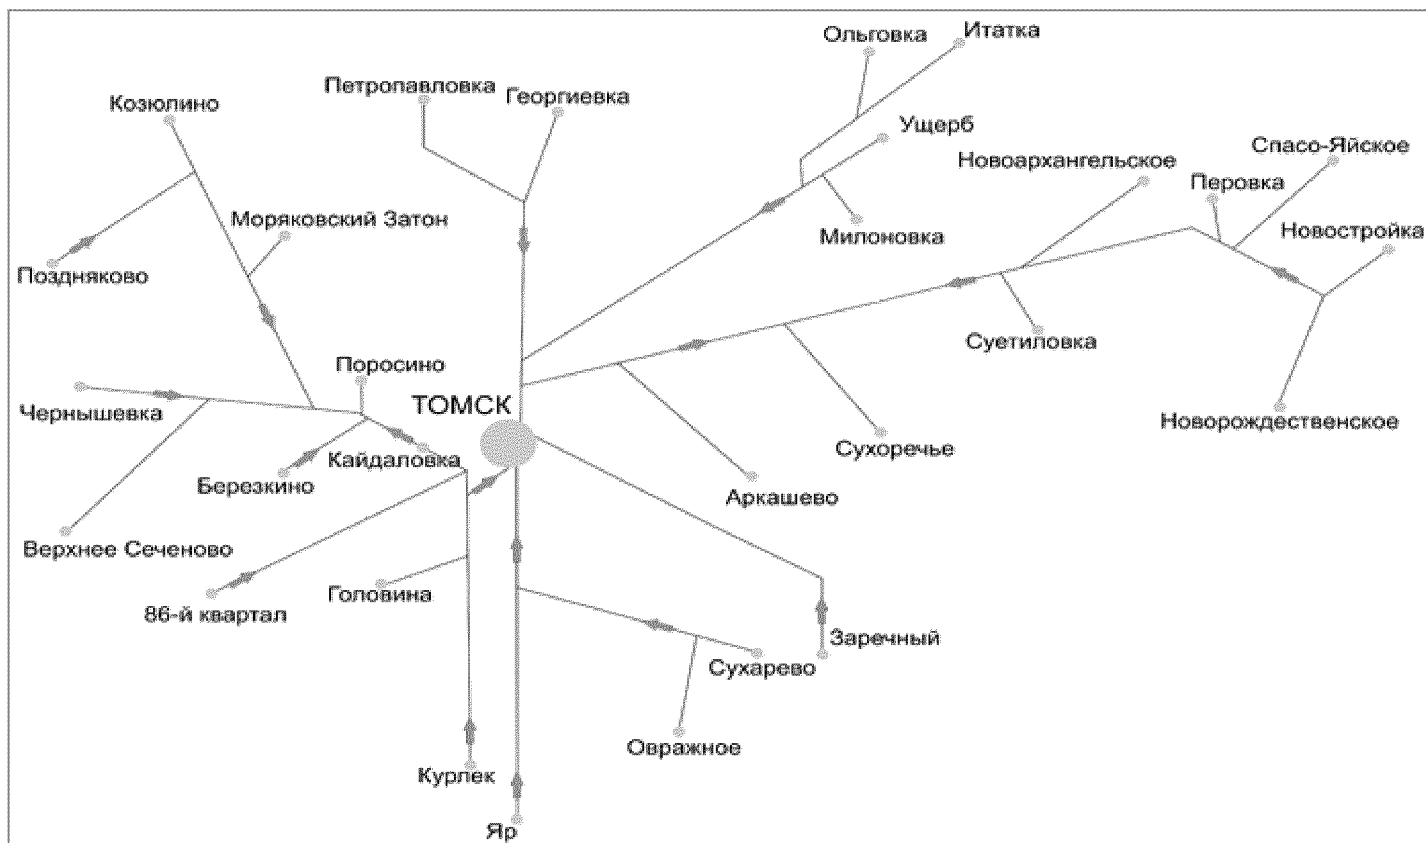 Ольговка
Итатка
Петропавловка
Георгиевка
Козюлино
Ущерб
Спасо-Яйское
Новоархангельское
Перовка
Моряковский Затон
Милоновка
Новостройка
Поздняково
Суетиловка
Поросино
ТОМСК
Чернышевка
Новорождественское
Сухоречье
Кайдаловка
Березкино
Аркашево
Верхнее Сеченово
Головина
86-й квартал
Заречный
Сухарево
Овражное
Курлек
Яр